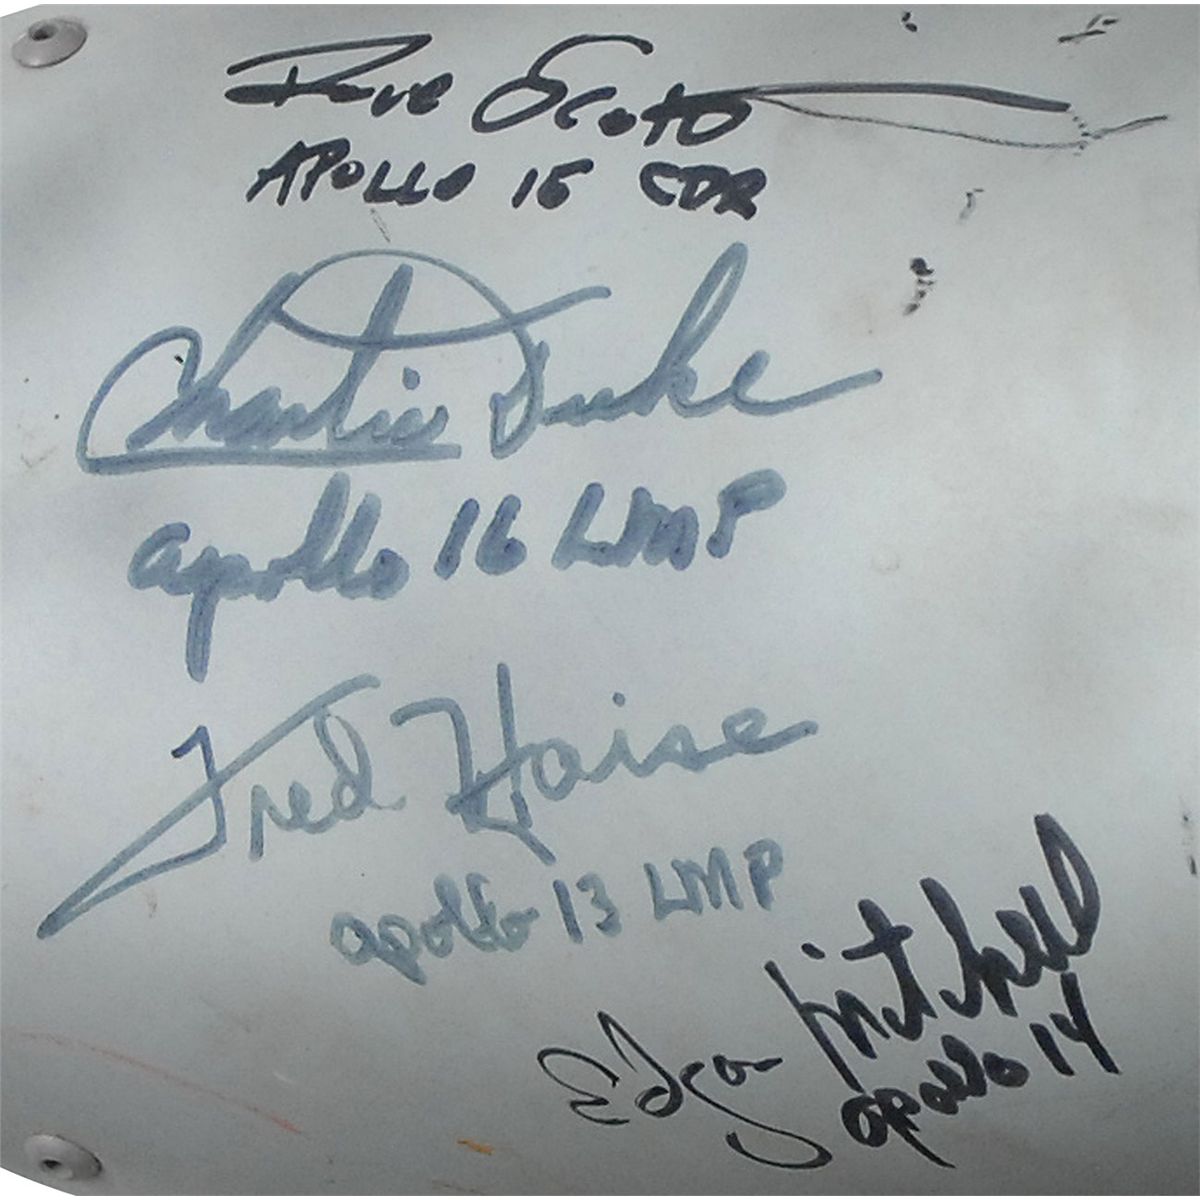 Dave Scott
APOLLO 15 CDR
Charlie Duke
apollo 16 LMP
Fred Haise
apollo 13 LMP
Edgar Mitchell
apollo 14